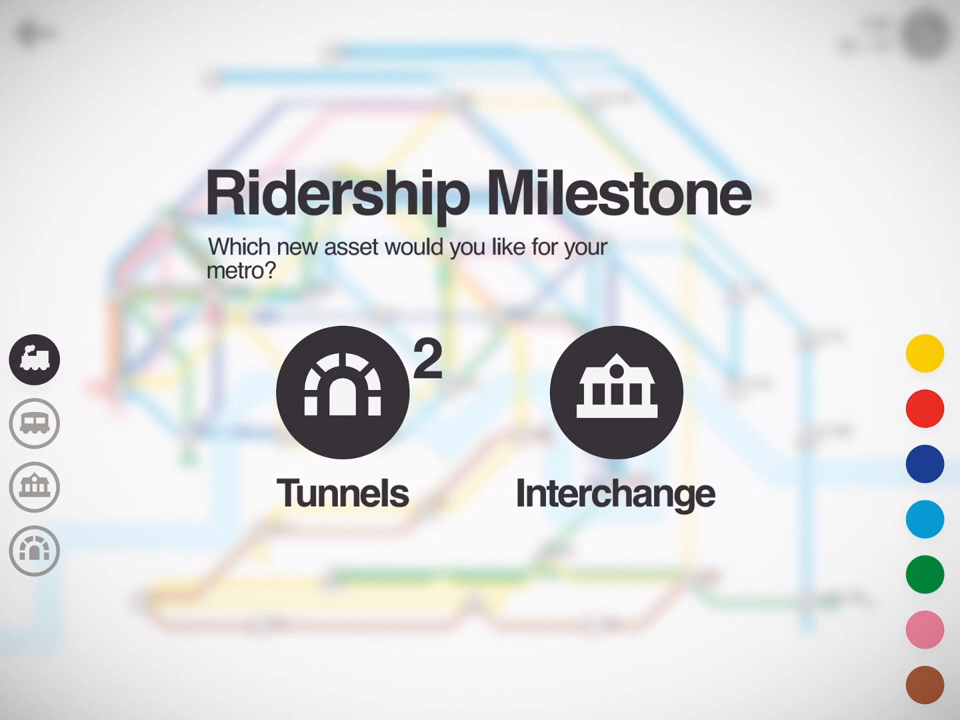 Ridership Milestone
Which new asset would you like for your
metro?
2
Tunnels
Interchange